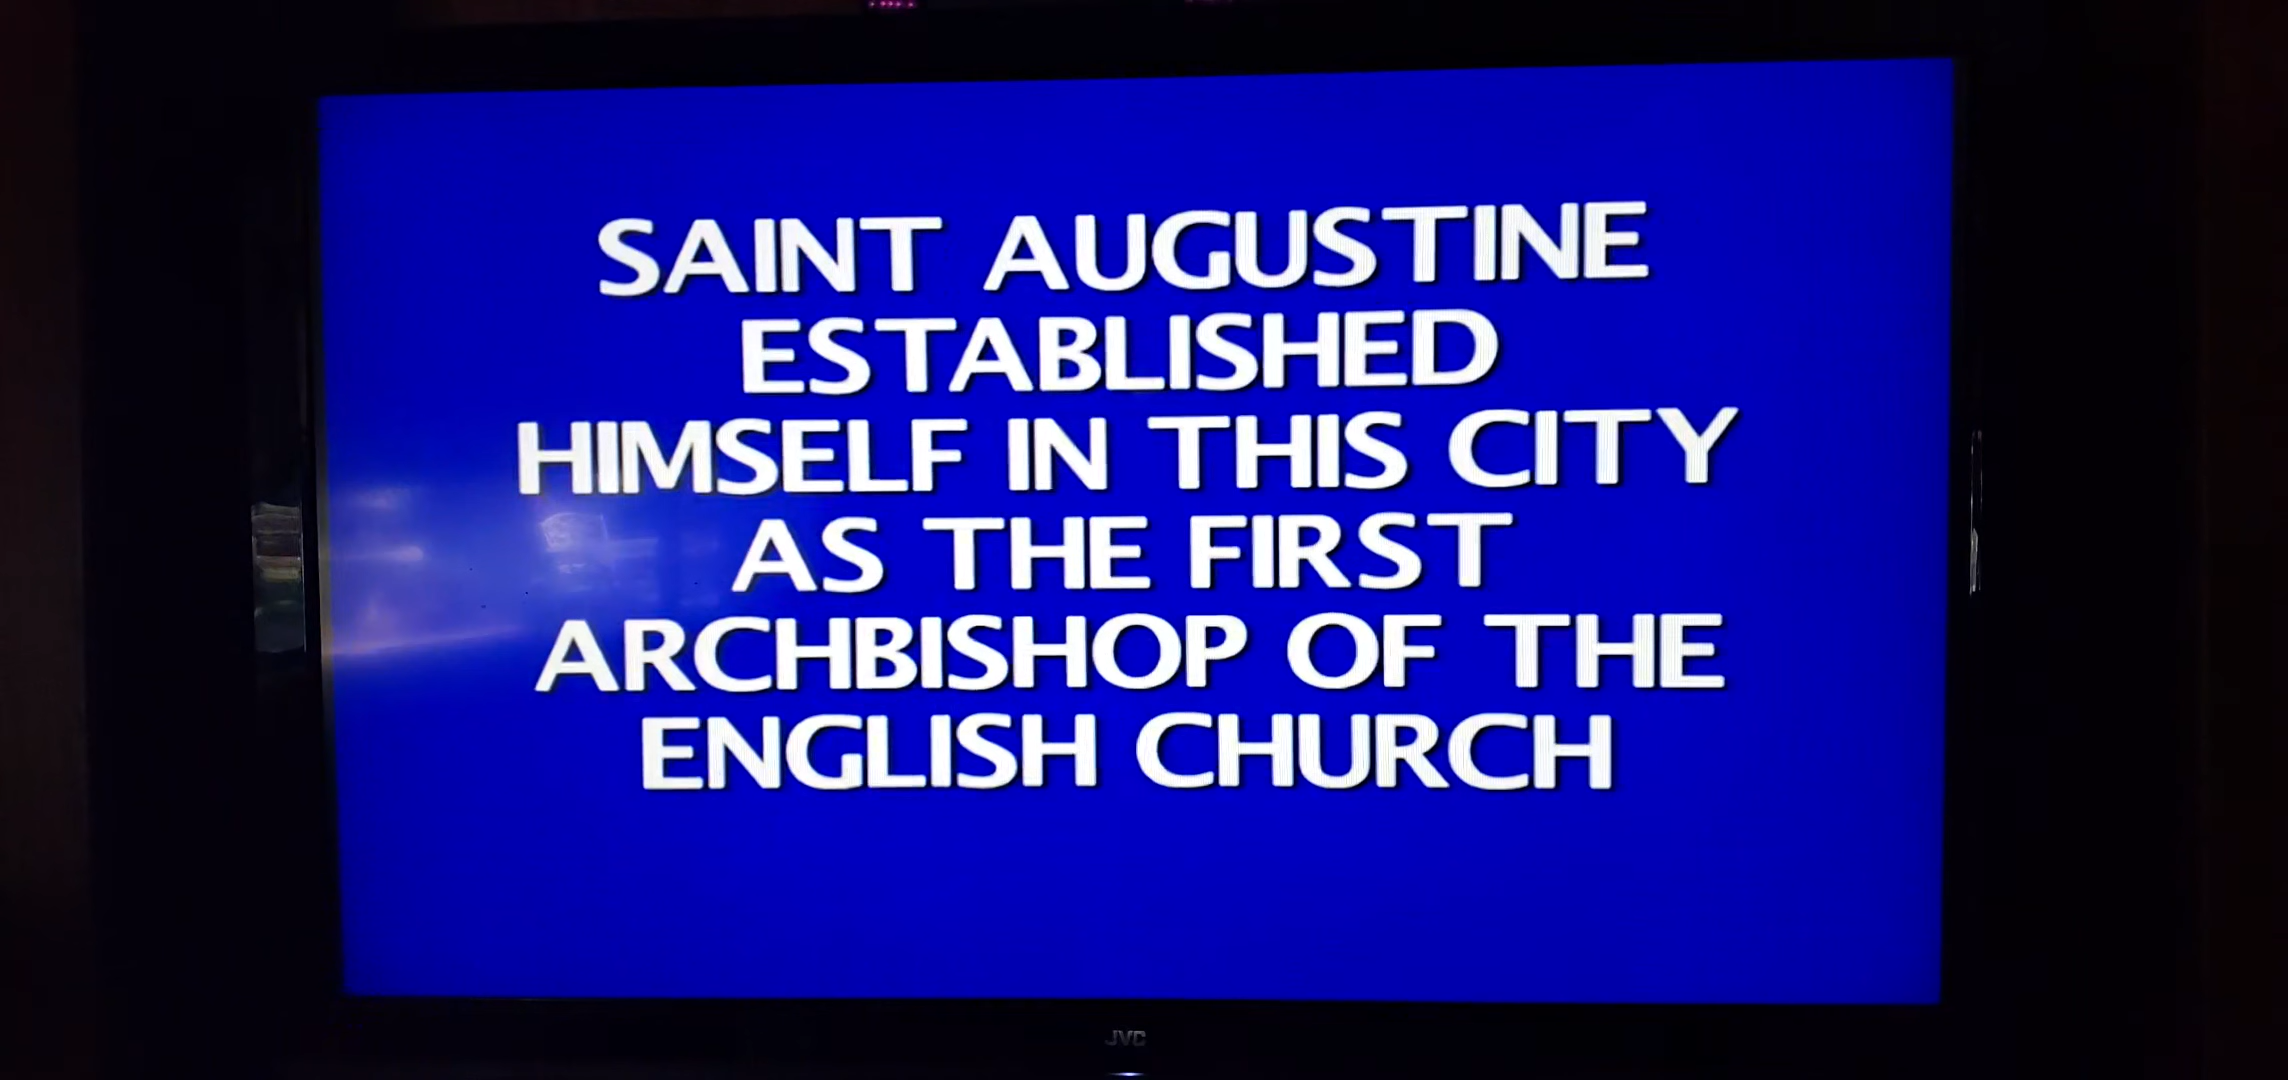 SAINT AUGUSTINE
ESTABLISHED
HIMSELF IN THIS CITY
AS THE FIRST
ARCHBISHOP OF THE
ENGLISH CHURCH
JVC